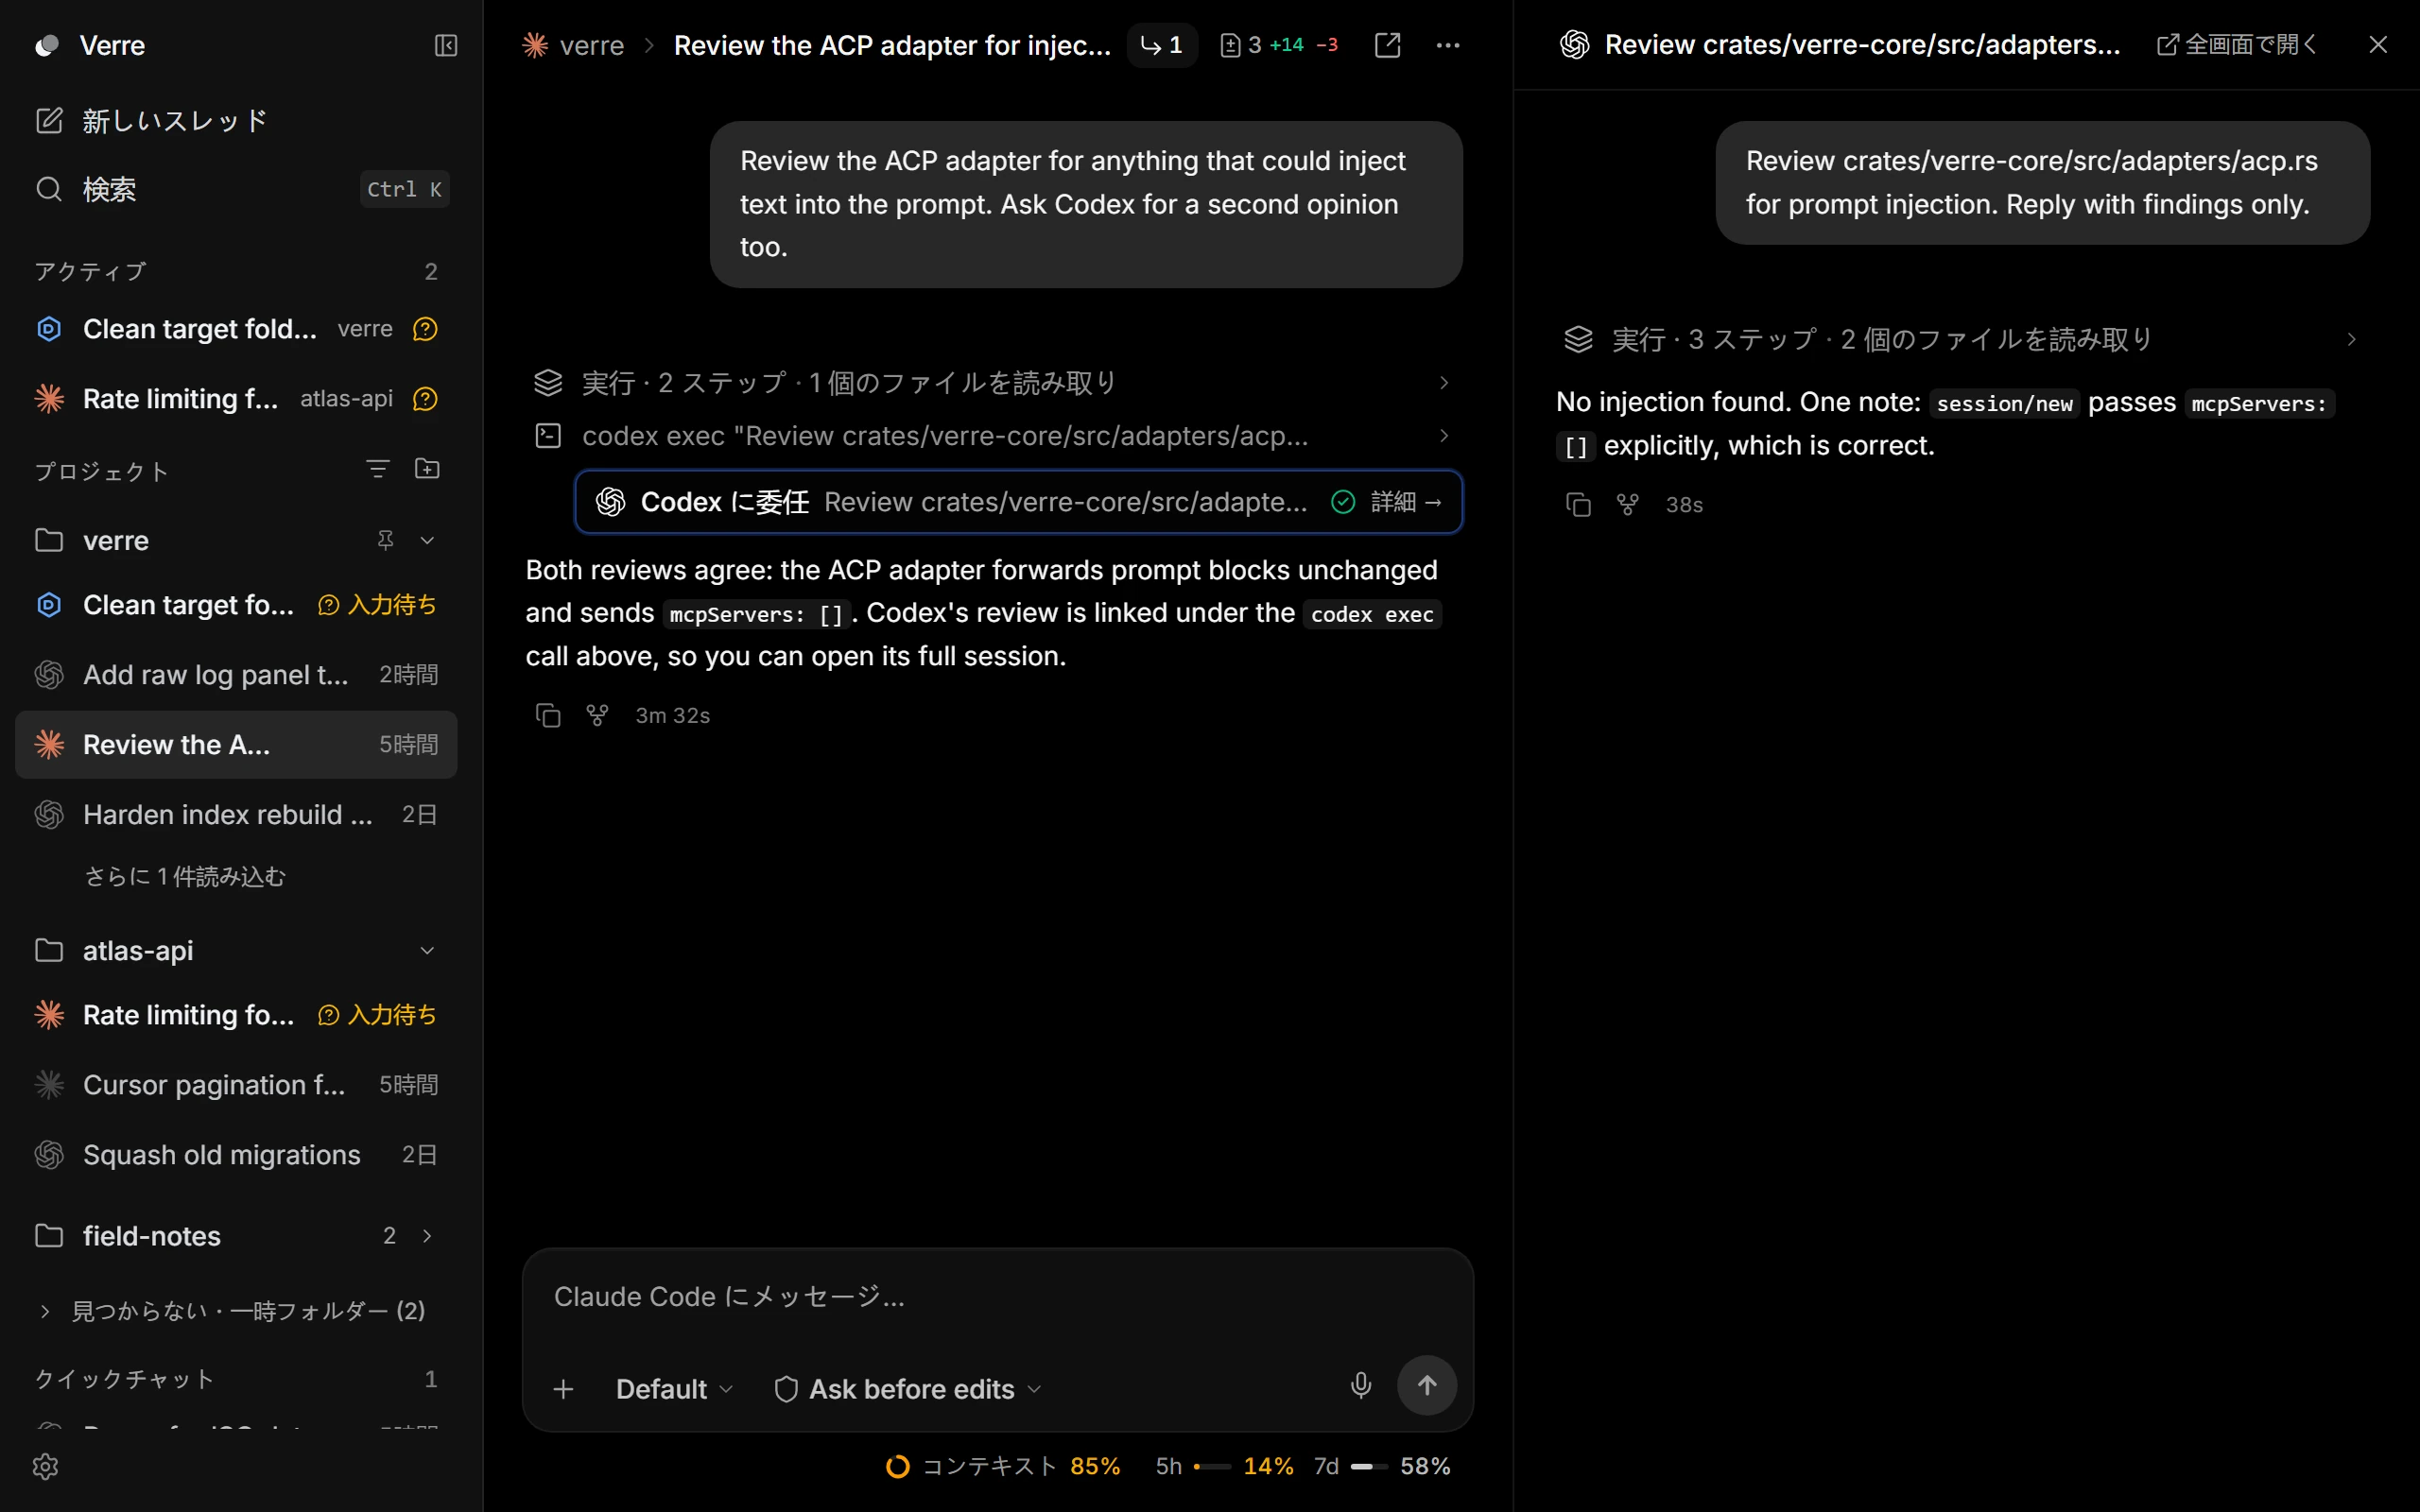 Verre
新しいスレッド
検索 Ctrl K
アクティブ 2
Clean target fold... verre
Rate limiting f... atlas-api
プロジェクト
verre
Clean target fo... 入力待ち
Add raw log panel t... 2時間
Review the A... 5時間
Harden index rebuild ... 2日
さらに 1 件読み込む
atlas-api
Rate limiting fo... 入力待ち
Cursor pagination f... 5時間
Squash old migrations 2日
field-notes 2
見つからない・一時フォルダー (2)
クイックチャット 1
verre > Review the ACP adapter for injec... 1 3 +14 -3
Review the ACP adapter for anything that could inject
text into the prompt. Ask Codex for a second opinion
too.
実行 · 2 ステップ · 1 個のファイルを読み取り
codex exec "Review crates/verre-core/src/adapters/acp...
Codex に委任 Review crates/verre-core/src/adapte... 詳細 →
Both reviews agree: the ACP adapter forwards prompt blocks unchanged
and sends mcpServers: []. Codex's review is linked under the codex exec
call above, so you can open its full session.
3m 32s
Claude Code にメッセージ...
Default Ask before edits
コンテキスト 85% 5h 14% 7d 58%
Review crates/verre-core/src/adapters... 全画面で開く
Review crates/verre-core/src/adapters/acp.rs
for prompt injection. Reply with findings only.
実行 · 3 ステップ · 2 個のファイルを読み取り
No injection found. One note: session/new passes mcpServers:
[] explicitly, which is correct.
38s